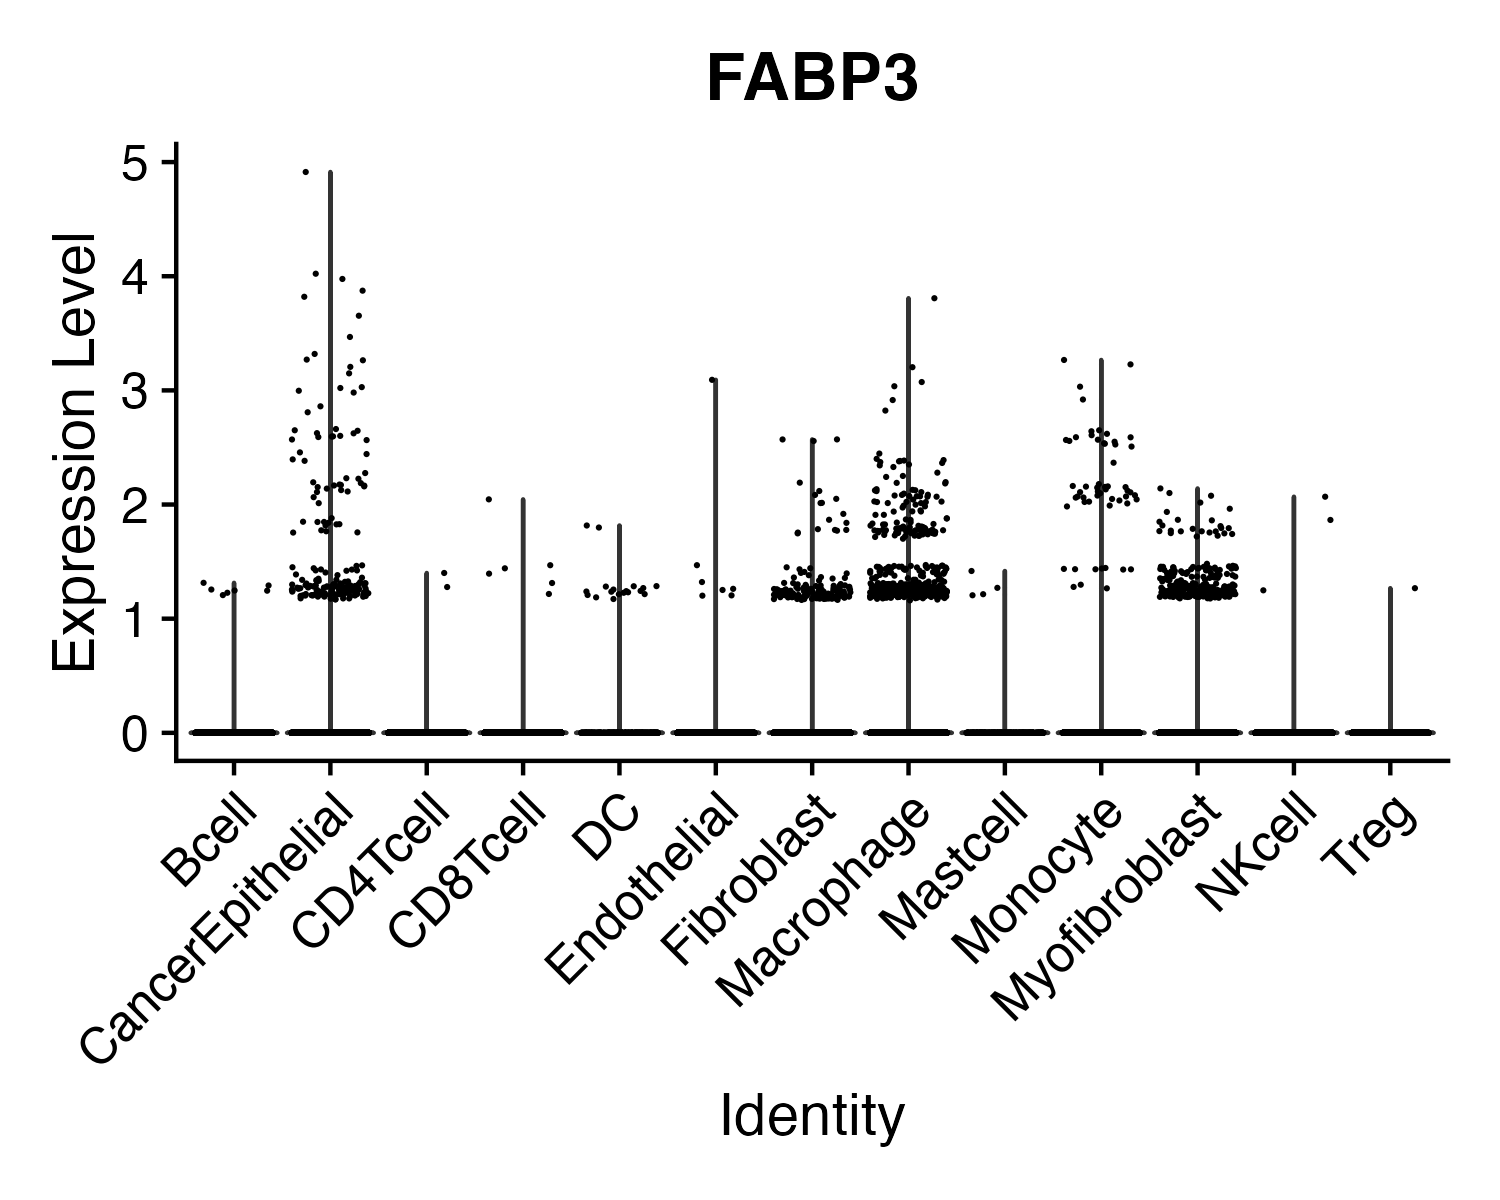 FABP3
Expression Level
5
4
3
2
1
0
Bcell
CancerEpithelial
CD4Tcell
CD8Tcell
DC
Endothelial
Fibroblast
Macrophage
Mastcell
Monocyte
Myofibroblast
NKcell
Treg
Identity